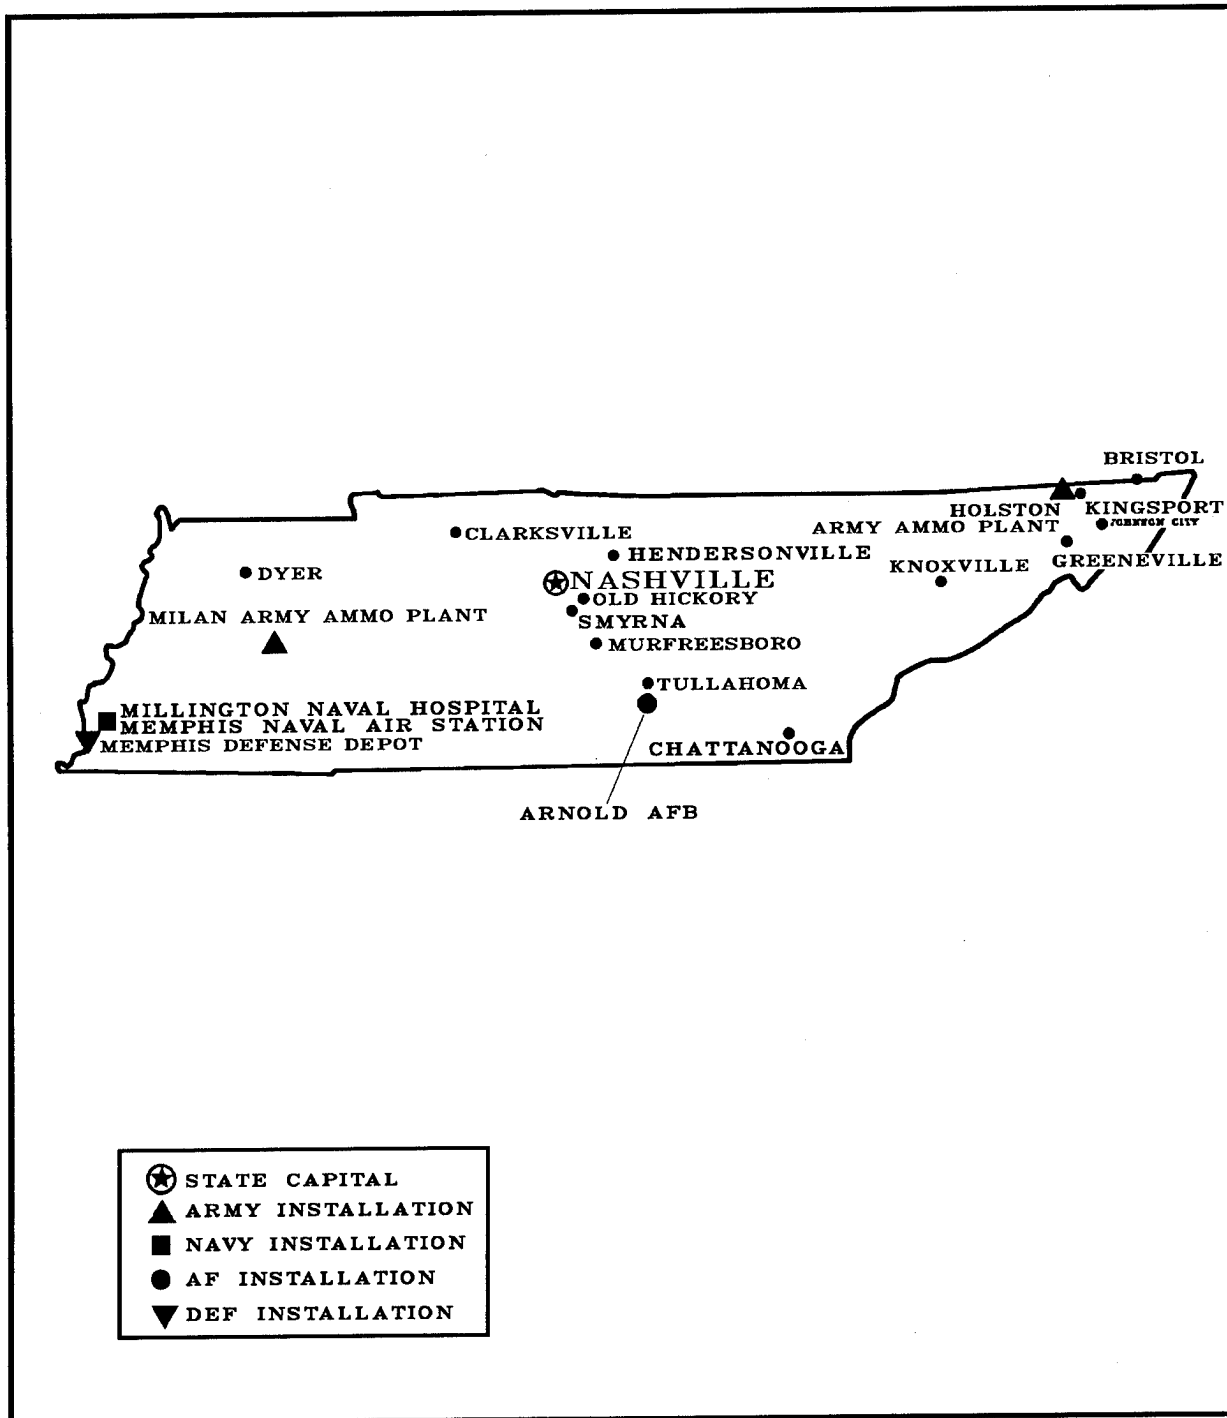 BRISTOL
HOLSTON
KINGSPORT
ARMY AMMO PLANT
JOHNSON CITY
CLARKSVILLE
HENDERSONVILLE
KNOXVILLE
GREENEVILLE
DYER
NASHVILLE
OLD HICKORY
MILAN ARMY AMMO PLANT
SMYRNA
MURFREESBORO
TULLAHOMA
MILLINGTON NAVAL HOSPITAL
MEMPHIS NAVAL AIR STATION
MEMPHIS DEFENSE DEPOT
CHATTANOOGA
ARNOLD AFB
STATE CAPITAL
ARMY INSTALLATION
NAVY INSTALLATION
AF INSTALLATION
DEF INSTALLATION